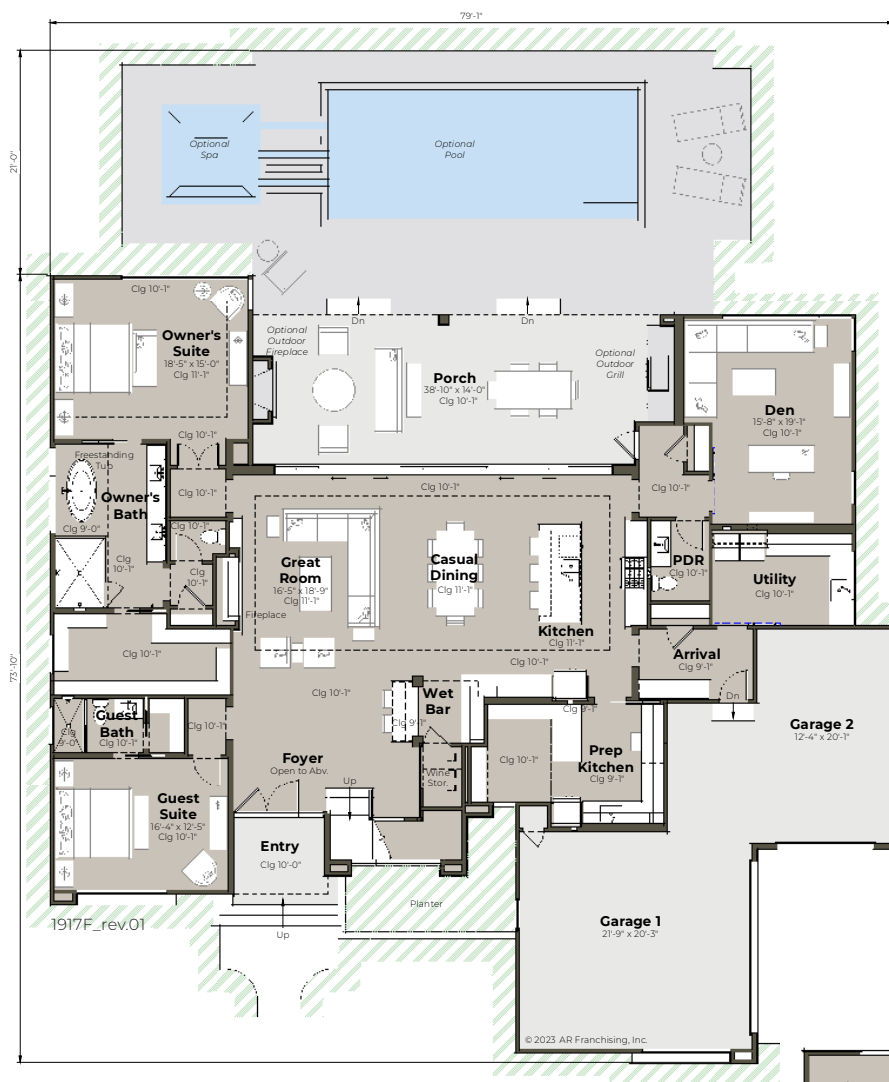 79'-1"
21'-0"
Optional
Spa
Optional
Pool
Clg 10'-1"
Owner's
Suite
18'-5" x 15'-0"
Clg 11'-1"
Dn
Dn
Optional
Outdoor
Fireplace
Porch
38'-10" x 14'-0"
Clg 10'-1"
Optional
Outdoor
Grill
Den
15'-8" x 19'-1"
Clg 10'-1"
Clg 10'-1"
Freestanding
Tub
Owner's
Bath
Clg 9'-0"
Clg 10'-1"
Clg 10'-1"
Clg 10'-1"
Clg 10'-1"
Clg
10'-1"
Clg
10'-1"
Great
Room
16'-5" x 18'-9"
Clg 11'-1"
Casual
Dining
Clg 11'-1"
Kitchen
Clg 11'-1"
PDR
Clg 10'-1"
Utility
Clg 10'-1"
Fireplace
73'-10"
Clg 10'-1"
Clg 10'-1"
Arrival
Clg 9'-1"
Dn
Clg 10'-1"
Wet
Bar
Clg 9'-1"
Clg 9'-1"
Guest
Bath
Clg 10'-1"
Clg
9'-0"
Clg 10'-1"
Garage 2
12'-4" x 20'-1"
Foyer
Open to Abv.
Up
Wine
Stor.
Clg 10'-1"
Prep
Kitchen
Clg 9'-1"
Guest
Suite
16'-4" x 12'-5"
Clg 10'-1"
Entry
Clg 10'-0"
Planter
1917F_rev.01
Up
Garage 1
21'-9" x 20'-3"
© 2023 AR Franchising, Inc.